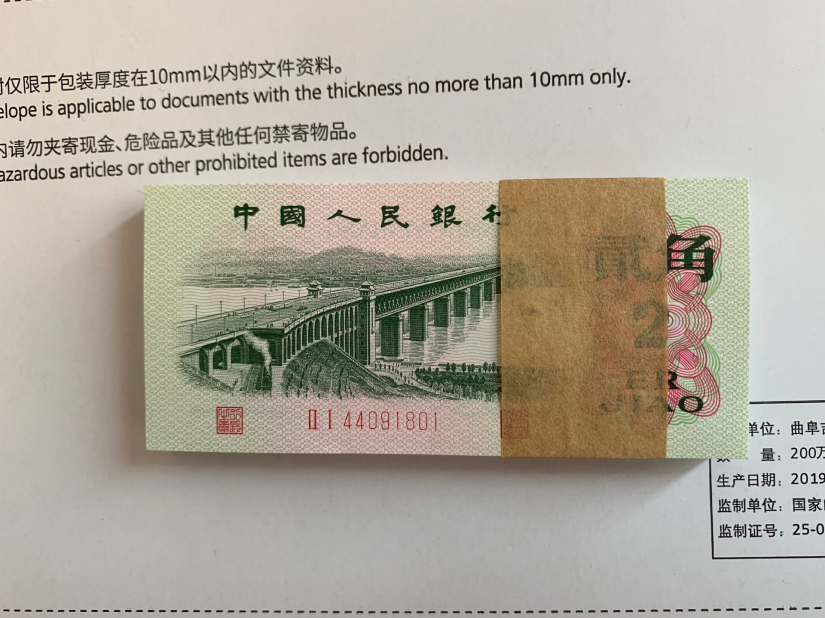 时仅限于包装厚度在10mm以内的文件资料。
elope is applicable to documents with the thickness no more than 10mm only.
内请勿夹寄现金、危险品及其他任何禁寄物品。
azardous articles or other prohibited items are forbidden.
中國人民銀行
貳角
2
ER
JIAO
II I 44091801
单位：曲阜
量：200万
生产日期：2019
监制单位：国家
监制证号：25-0